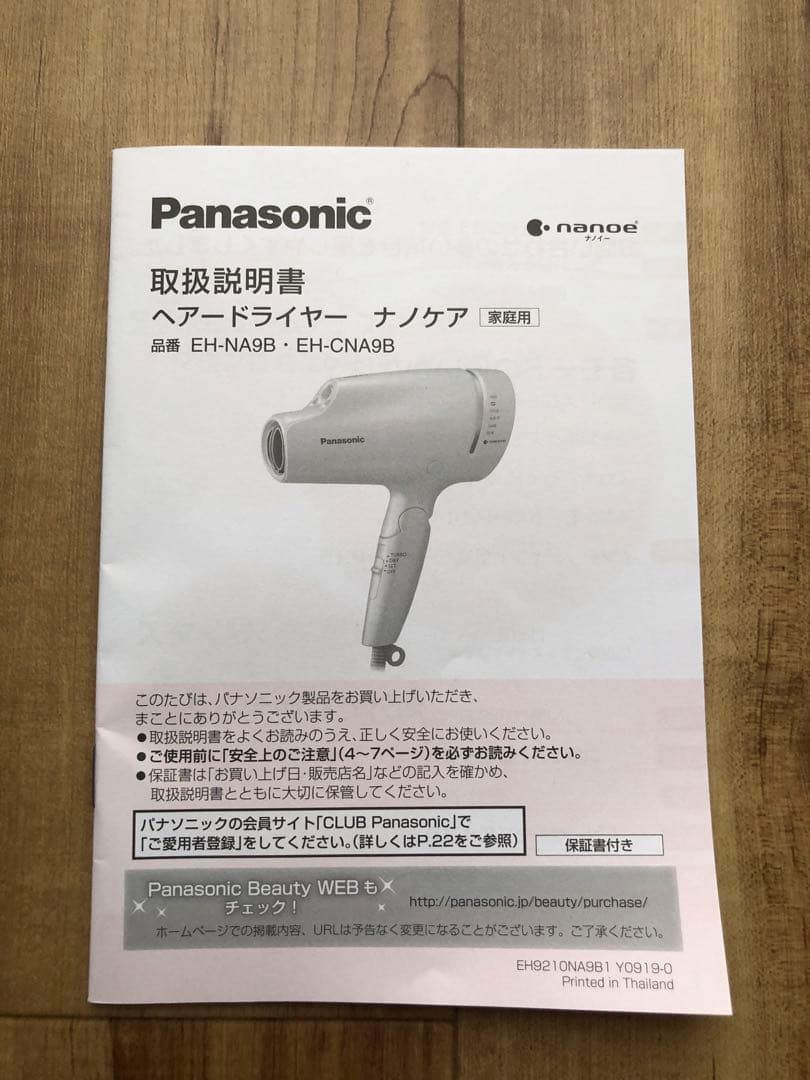 Panasonic®
nanoe®
ナノイー
取扱説明書
ヘアードライヤー ナノケア 家庭用
品番 EH-NA9B・EH-CNA9B
Panasonic
TURBO
DRY
SET
OFF
このたびは、パナソニック製品をお買い上げいただき、
まことにありがとうございます。
●取扱説明書をよくお読みのうえ、正しく安全にお使いください。
●ご使用前に「安全上のご注意」(4～7ページ)を必ずお読みください。
●保証書は「お買い上げ日・販売店名」などの記入を確かめ、
取扱説明書とともに大切に保管してください。
パナソニックの会員サイト「CLUB Panasonic」で
「ご愛用者登録」をしてください。(詳しくはP.22をご参照)
保証書付き
Panasonic Beauty WEBも
チェック！
http://panasonic.jp/beauty/purchase/
ホームページでの掲載内容、URLは予告なく変更になることがございます。ご了承ください。
EH9210NA9B1 Y0919-0
Printed in Thailand